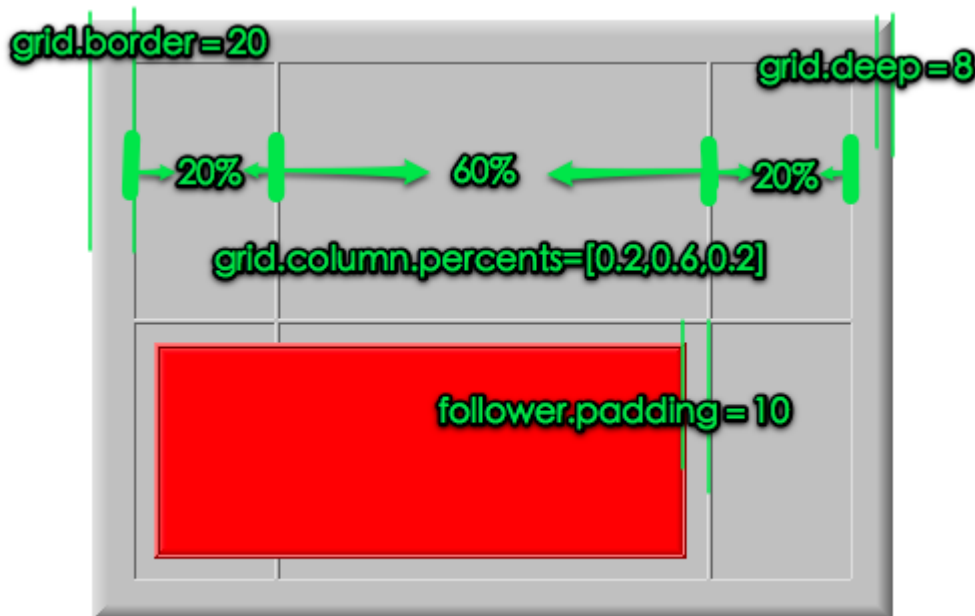 grid.border = 20
grid.deep = 8
20%
60%
20%
grid.column.percents=[0.2,0.6,0.2]
follower.padding = 10